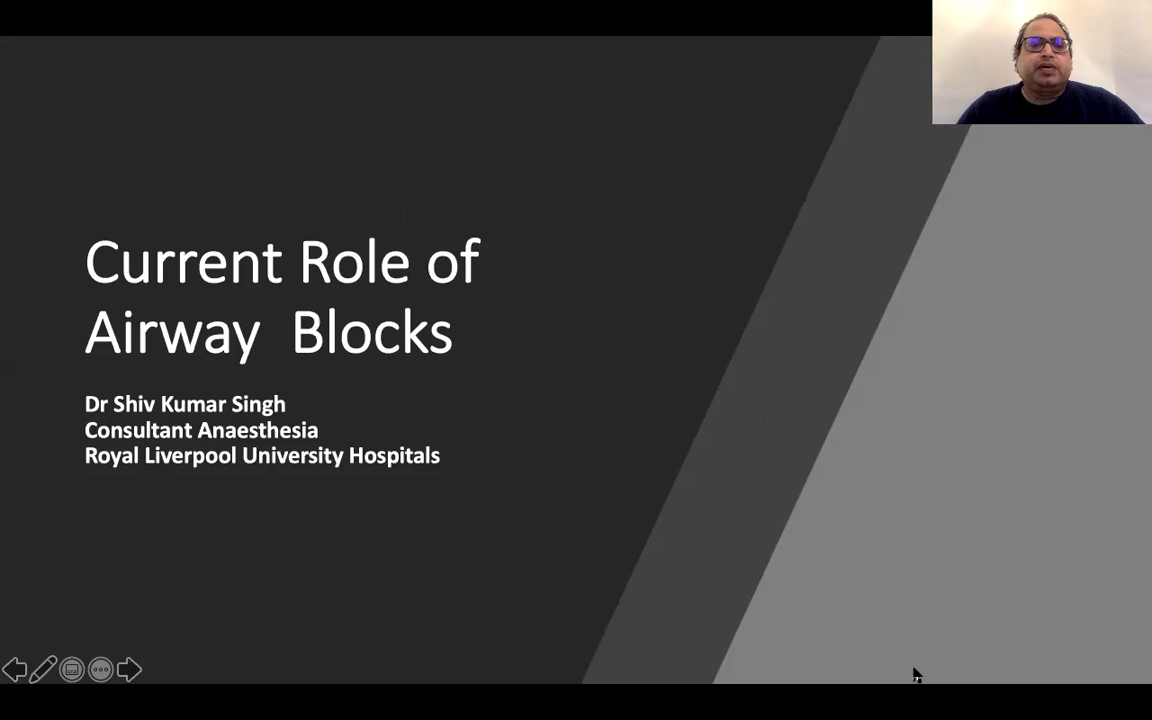 Current Role of
Airway Blocks
Dr Shiv Kumar Singh
Consultant Anaesthesia
Royal Liverpool University Hospitals